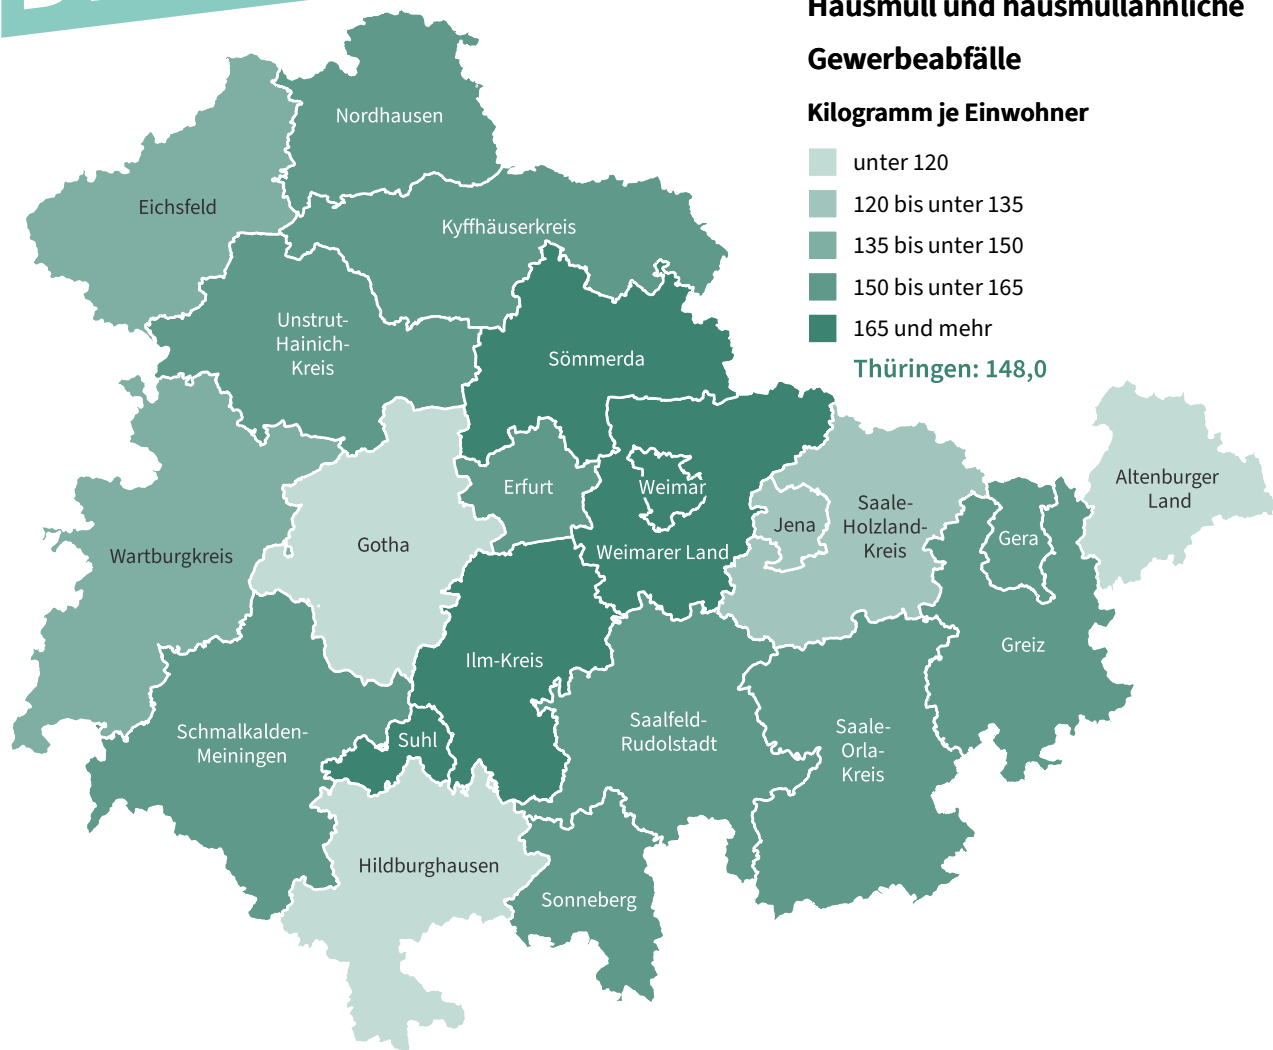 Hausmüll und hausmüllähnliche
Gewerbeabfälle
Kilogramm je Einwohner
unter 120
120 bis unter 135
135 bis unter 150
150 bis unter 165
165 und mehr
Thüringen: 148,0
Nordhausen
Eichsfeld
Kyffhäuserkreis
Unstrut-
Hainich-
Kreis
Sömmerda
Altenburger
Land
Erfurt
Weimar
Saale-
Holzland-
Kreis
Jena
Gera
Gotha
Wartburgkreis
Weimarer Land
Greiz
Ilm-Kreis
Saalfeld-
Rudolstadt
Saale-
Orla-
Kreis
Schmalkalden-
Meiningen
Suhl
Hildburghausen
Sonneberg